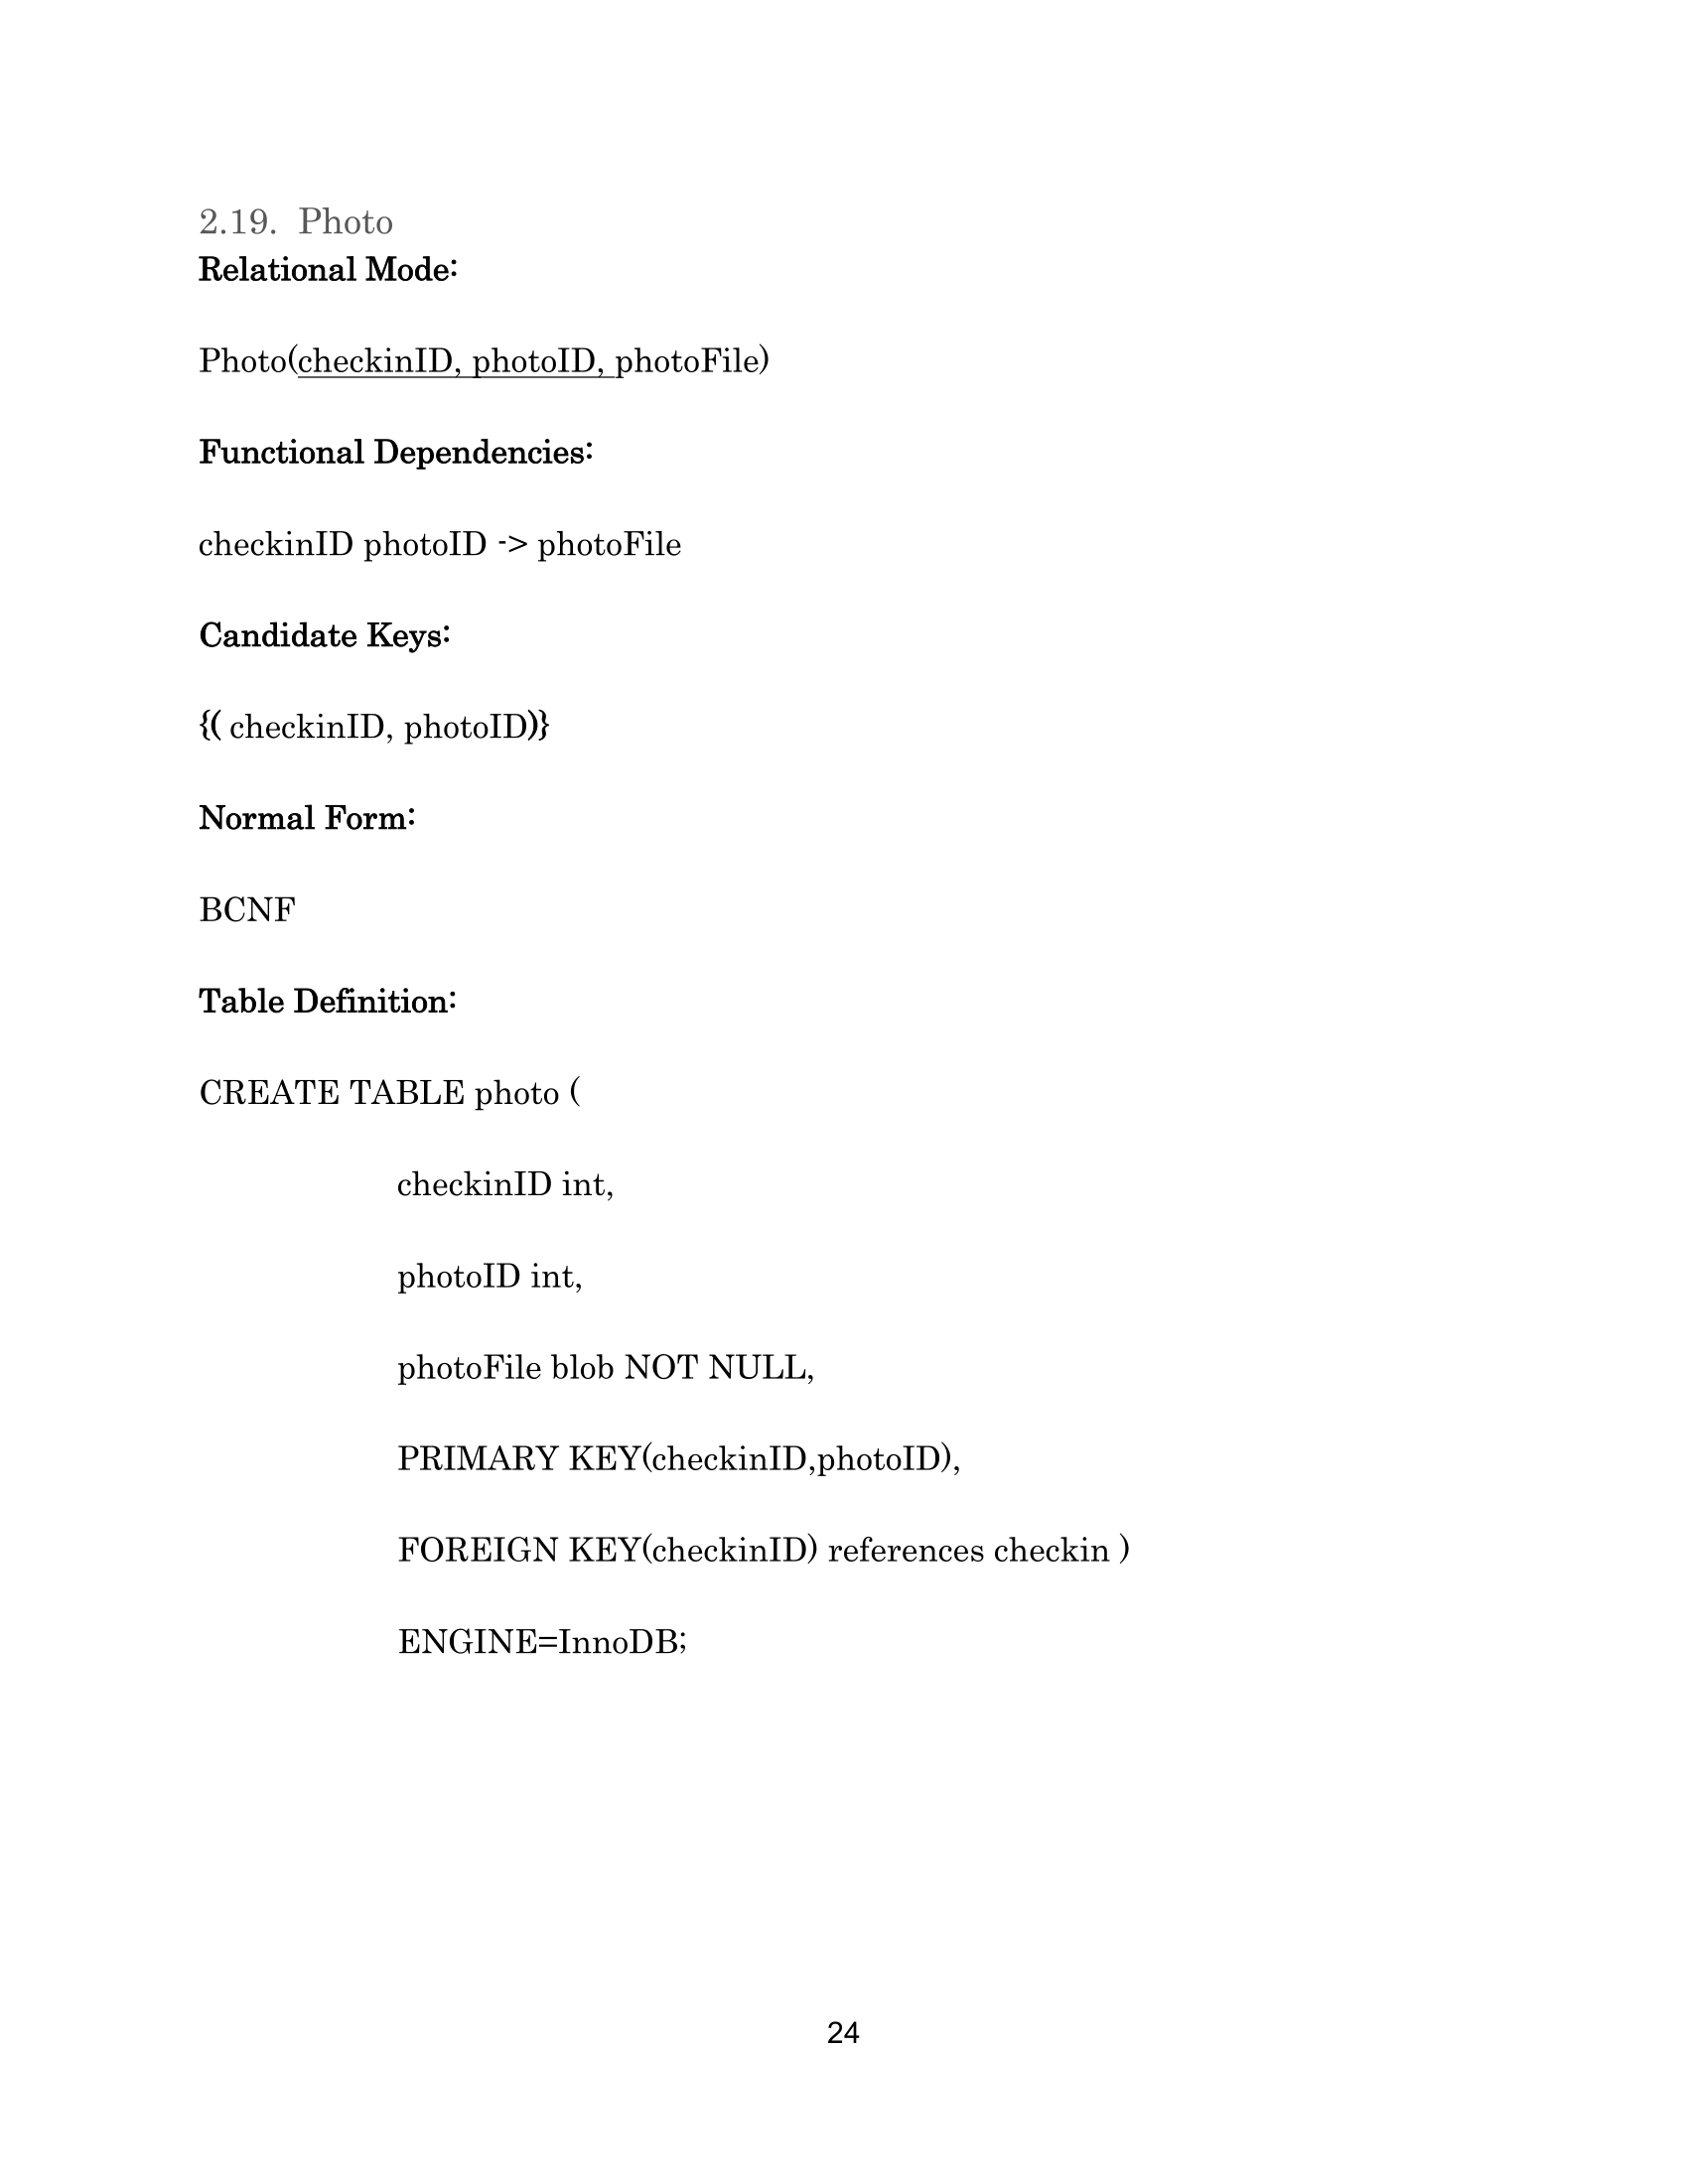 2.19. Photo
Relational Mode:
Photo(checkinID, photoID, photoFile)
Functional Dependencies:
checkinID photoID -> photoFile
Candidate Keys:
{( checkinID, photoID)}
Normal Form:
BCNF
Table Definition:
CREATE TABLE photo (
checkinID int,
photoID int,
photoFile blob NOT NULL,
PRIMARY KEY(checkinID,photoID),
FOREIGN KEY(checkinID) references checkin )
ENGINE=InnoDB;
24